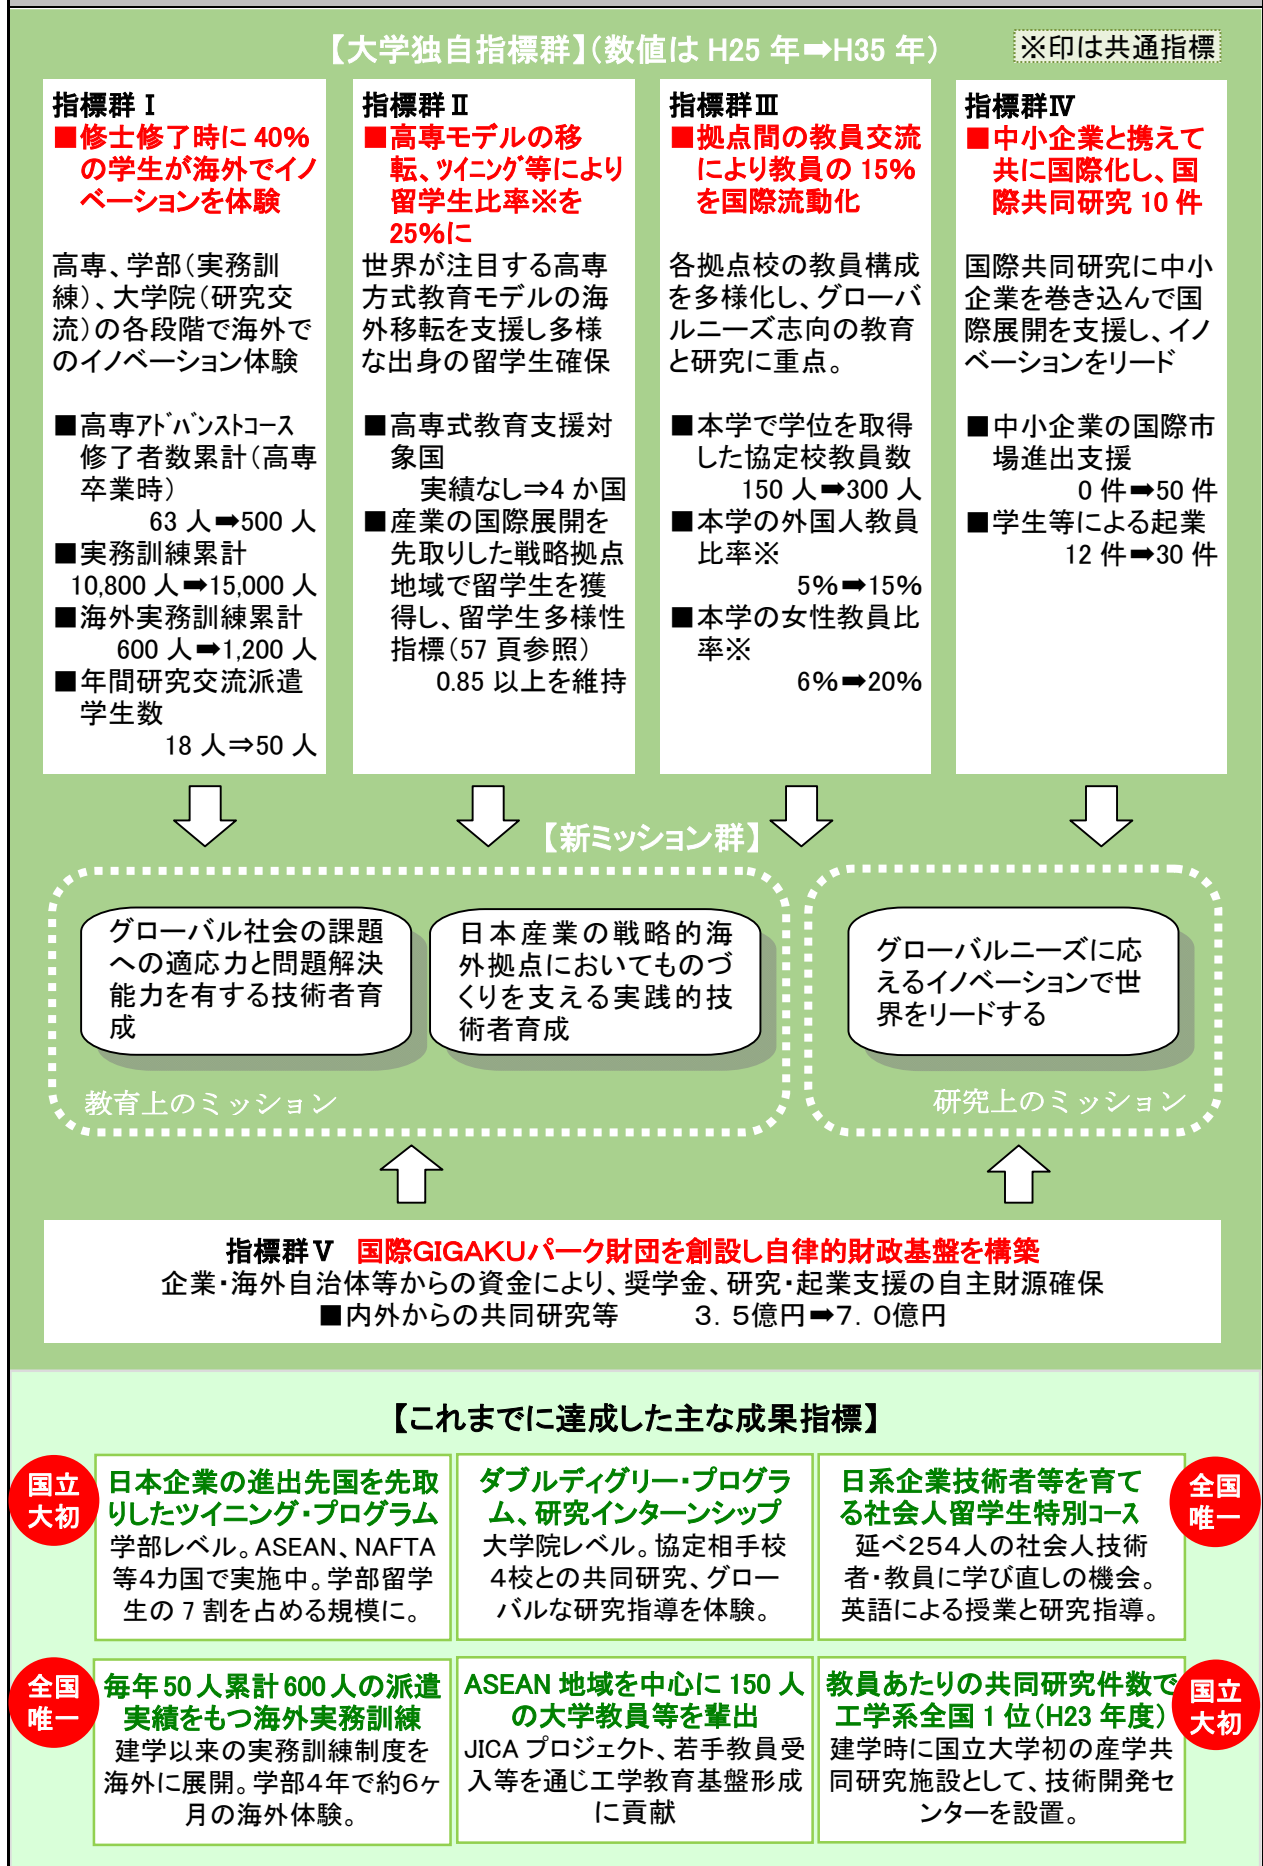 【大学独自指標群】(数値は H25 年➡H35 年)
※印は共通指標
指標群Ⅰ
■修士修了時に 40%
の学生が海外でイノ
ベーションを体験
高専、学部(実務訓
練)、大学院(研究交
流)の各段階で海外で
のイノベーション体験
■高専ｱﾄﾞﾊﾞﾝｽﾄコース
修了者数累計(高専
卒業時)
63 人➡500 人
■実務訓練累計
10,800 人➡15,000 人
■海外実務訓練累計
600 人➡1,200 人
■年間研究交流派遣
学生数
18 人⇒50 人
指標群Ⅱ
■高専モデルの移
転、ﾂｲﾆﾝｸﾞ等により
留学生比率※を
25%に
世界が注目する高専
方式教育モデルの海
外移転を支援し多様
な出身の留学生確保
■高専式教育支援対
象国
実績なし⇒4 か国
■産業の国際展開を
先取りした戦略拠点
地域で留学生を獲
得し、留学生多様性
指標(57 頁参照)
0.85 以上を維持
指標群Ⅲ
■拠点間の教員交流
により教員の 15%
を国際流動化
各拠点校の教員構成
を多様化し、グローバ
ルニーズ志向の教育
と研究に重点。
■本学で学位を取得
した協定校教員数
150 人➡300 人
■本学の外国人教員
比率※
5%➡15%
■本学の女性教員比
率※
6%➡20%
指標群Ⅳ
■中小企業と携えて
共に国際化し、国
際共同研究 10 件
国際共同研究に中小
企業を巻き込んで国
際展開を支援し、イノ
ベーションをリード
■中小企業の国際市
場進出支援
0 件➡50 件
■学生等による起業
12 件➡30 件
【新ミッション群】
グローバル社会の課題
への適応力と問題解決
能力を有する技術者育
成
日本産業の戦略的海
外拠点においてものづ
くりを支える実践的技
術者育成
教育上のミッション
グローバルニーズに応
えるイノベーションで世
界をリードする
研究上のミッション
指標群Ⅴ 国際GIGAKUパーク財団を創設し自律的財政基盤を構築
企業・海外自治体等からの資金により、奨学金、研究・起業支援の自主財源確保
■内外からの共同研究等 3.5億円➡7.0億円
【これまでに達成した主な成果指標】
国立
大初
日本企業の進出先国を先取
りしたツイニング・プログラム
学部レベル。ASEAN、NAFTA
等4カ国で実施中。学部留学
生の 7 割を占める規模に。
ダブルディグリー・プログラ
ム、研究インターンシップ
大学院レベル。協定相手校
4校との共同研究、グロー
バルな研究指導を体験。
日系企業技術者等を育て
る社会人留学生特別ｺｰｽ
延べ254人の社会人技術
者・教員に学び直しの機会。
英語による授業と研究指導。
全国
唯一
全国
唯一
毎年 50 人累計 600 人の派遣
実績をもつ海外実務訓練
建学以来の実務訓練制度を
海外に展開。学部4年で約6ヶ
月の海外体験。
ASEAN 地域を中心に 150 人
の大学教員等を輩出
JICA プロジェクト、若手教員受
入等を通じ工学教育基盤形成
に貢献
教員あたりの共同研究件数で
工学系全国 1 位(H23 年度)
建学時に国立大学初の産学共
同研究施設として、技術開発セ
ンターを設置。
国立
大初